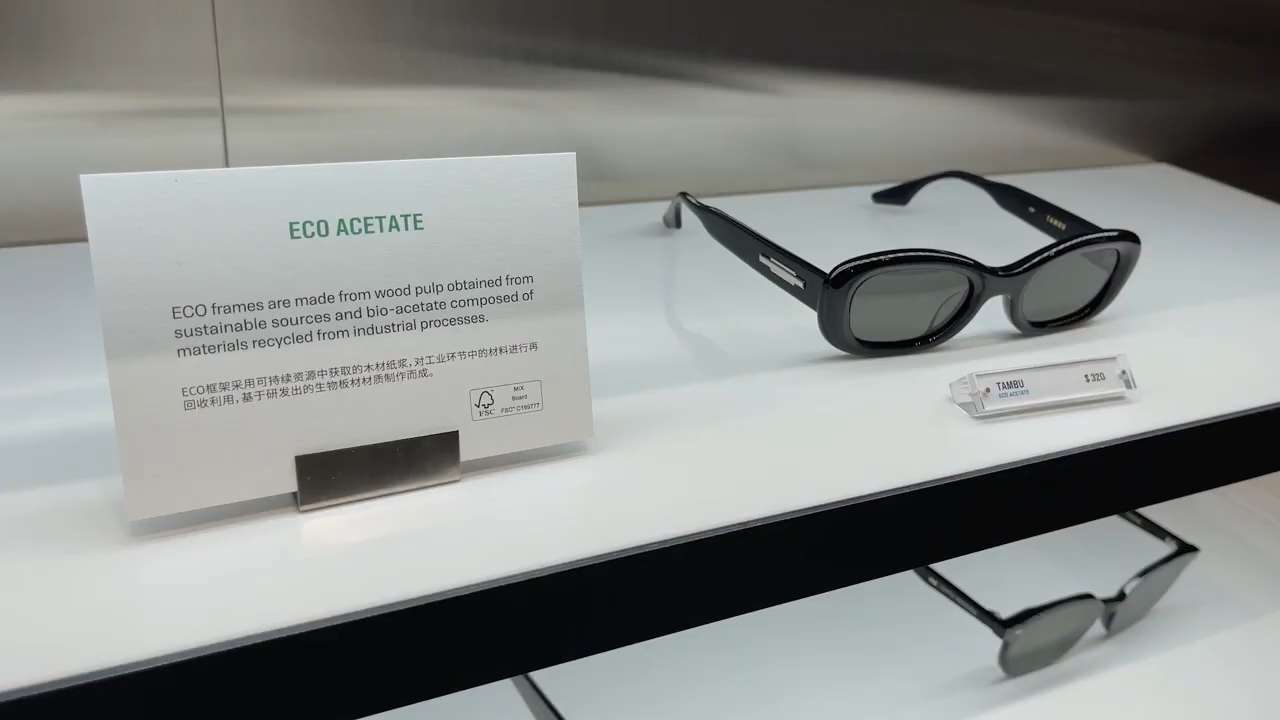 ECO ACETATE
ECO frames are made from wood pulp obtained from
sustainable sources and bio-acetate composed of
materials recycled from industrial processes.
ECO框架采用可持续资源中获取的木材纸浆，对工业环节中的材料进行再
回收利用，基于研发出的生物板材材质制作而成。
FSC
MIX
Board
FSC® C169777
TAMBU
TAMBU
ECO ACETATE
$320